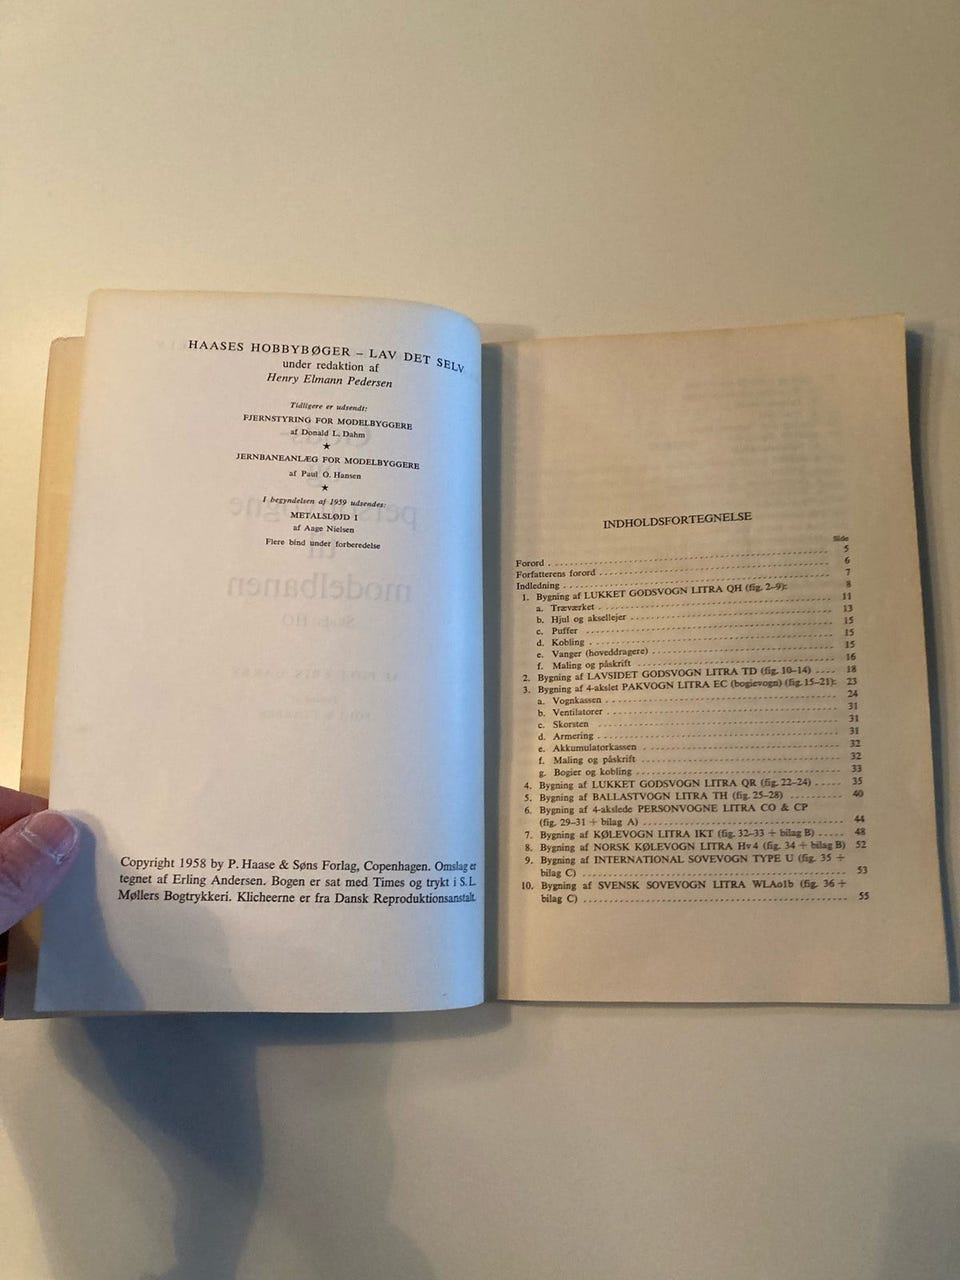 HAASES HOBBYBØGER – LAV DET SELV
under redaktion af
Henry Elmann Pedersen
Tidligere er udsendt:
FJERNSTYRING FOR MODELBYGGERE
af Donald L. Dahm
★
JERNBANEANLÆG FOR MODELBYGGERE
af Paul O. Hansen
★
I begyndelsen af 1959 udsendes:
METALSLØJD I
af Aage Nielsen
Flere bind under forberedelse
Copyright 1958 by P. Haase & Søns Forlag, Copenhagen. Omslag er
tegnet af Erling Andersen. Bogen er sat med Times og trykt i S. L.
Møllers Bogtrykkeri. Klicheerne er fra Dansk Reproduktionsanstalt.
INDHOLDSFORTEGNELSE
Side
Forord 5
Forfatterens forord 6
Indledning 7
1. Bygning af LUKKET GODSVOGN LITRA QH (fig. 2–9): 8
a. Træværket 11
b. Hjul og aksellejer 13
c. Puffer 15
d. Kobling 15
e. Vanger (hoveddragere) 15
f. Maling og påskrift 16
2. Bygning af LAVSIDET GODSVOGN LITRA TD (fig. 10–14) 18
3. Bygning af 4-akslet PAKVOGN LITRA EC (bogievogn) (fig. 15–21): 23
a. Vognkassen 24
b. Ventilatorer 31
c. Skorsten 31
d. Armering 31
e. Akkumulatorkassen 32
f. Maling og påskrift 32
g. Bogier og kobling 33
4. Bygning af LUKKET GODSVOGN LITRA QR (fig. 22–24) 35
5. Bygning af BALLASTVOGN LITRA TH (fig. 25–28) 40
6. Bygning af 4-akslede PERSONVOGNE LITRA CO & CP
(fig. 29–31 + bilag A) 44
7. Bygning af KØLEVOGN LITRA IKT (fig. 32–33 + bilag B) 48
8. Bygning af NORSK KØLEVOGN LITRA Hv 4 (fig. 34 + bilag B) 52
9. Bygning af INTERNATIONAL SOVEVOGN TYPE U (fig. 35 +
bilag C) 53
10. Bygning af SVENSK SOVEVOGN LITRA WLAo1b (fig. 36 +
bilag C) 55